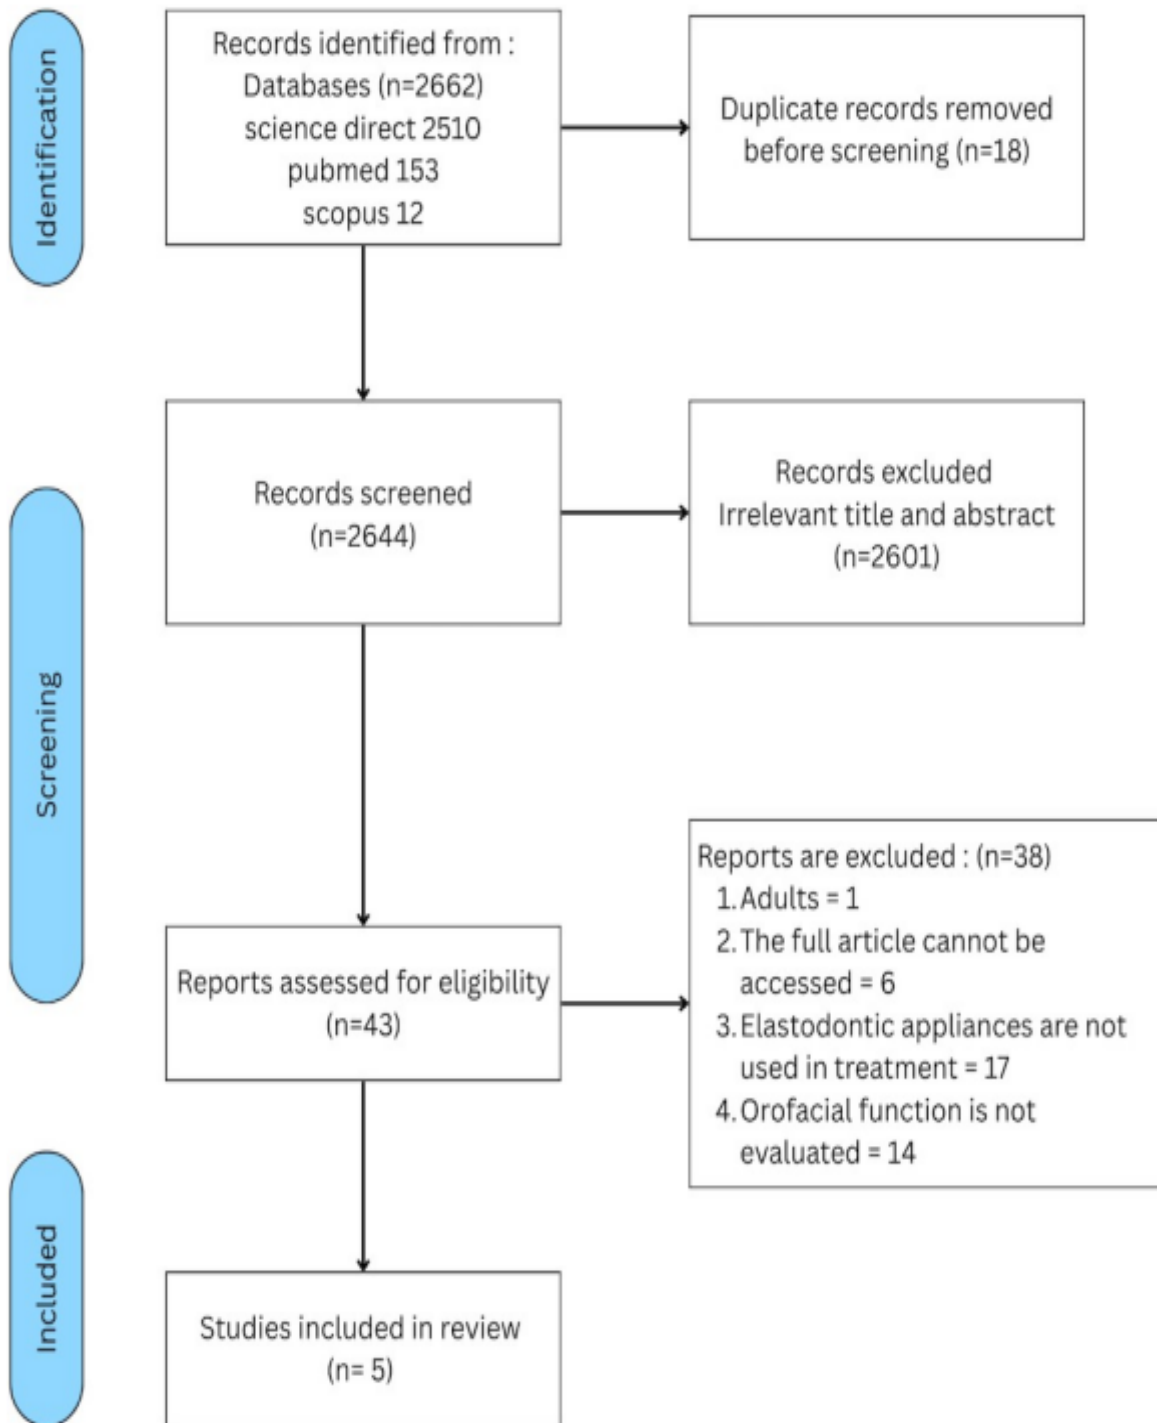 Identification
Records identified from :
Databases (n=2662)
science direct 2510
pubmed 153
scopus 12
Duplicate records removed
before screening (n=18)
Screening
Records screened
(n=2644)
Records excluded
Irrelevant title and abstract
(n=2601)
Reports assessed for eligibility
(n=43)
Reports are excluded : (n=38)
1. Adults = 1
2. The full article cannot be
accessed = 6
3. Elastodontic appliances are not
used in treatment = 17
4. Orofacial function is not
evaluated = 14
Included
Studies included in review
(n= 5)